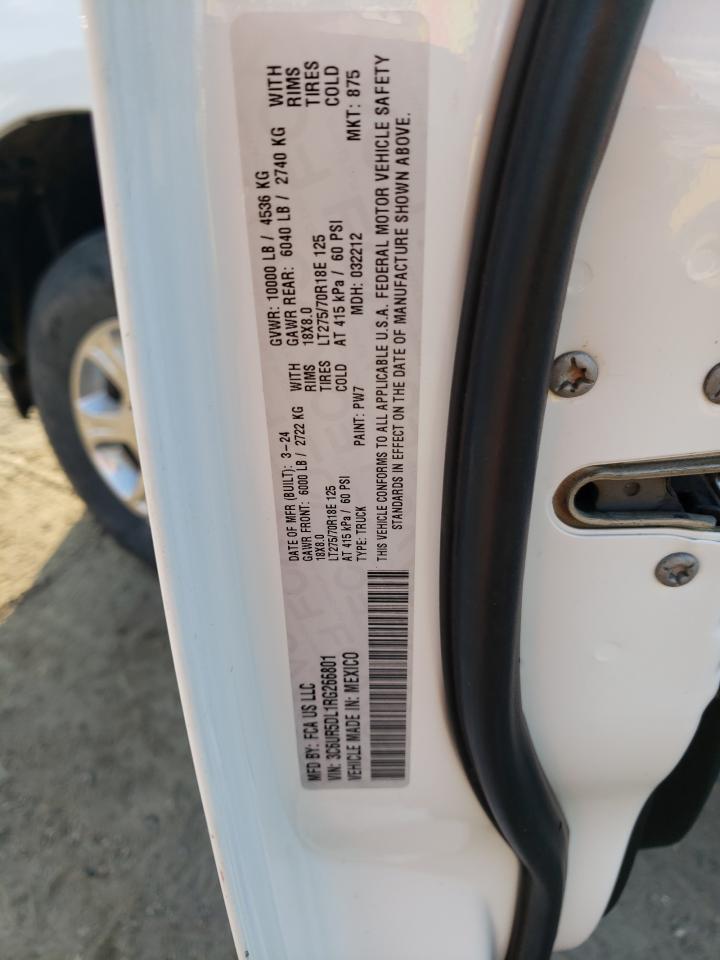 MFD BY: FCA US LLC
VIN: 3C6UR5DL1RG266801
VEHICLE MADE IN: MEXICO
DATE OF MFR (BUILT): 3-24
GAWR FRONT: 6000 LB / 2722 KG WITH
18X8.0 RIMS
LT275/70R18E 125 TIRES
AT 415 kPa / 60 PSI COLD
TYPE: TRUCK PAINT: PW7
GVWR: 10000 LB / 4536 KG
GAWR REAR: 6040 LB / 2740 KG WITH
18X8.0 RIMS
LT275/70R18E 125 TIRES
AT 415 kPa / 60 PSI COLD
MDH: 032212 MKT: 875
THIS VEHICLE CONFORMS TO ALL APPLICABLE U.S.A. FEDERAL MOTOR VEHICLE SAFETY
STANDARDS IN EFFECT ON THE DATE OF MANUFACTURE SHOWN ABOVE.